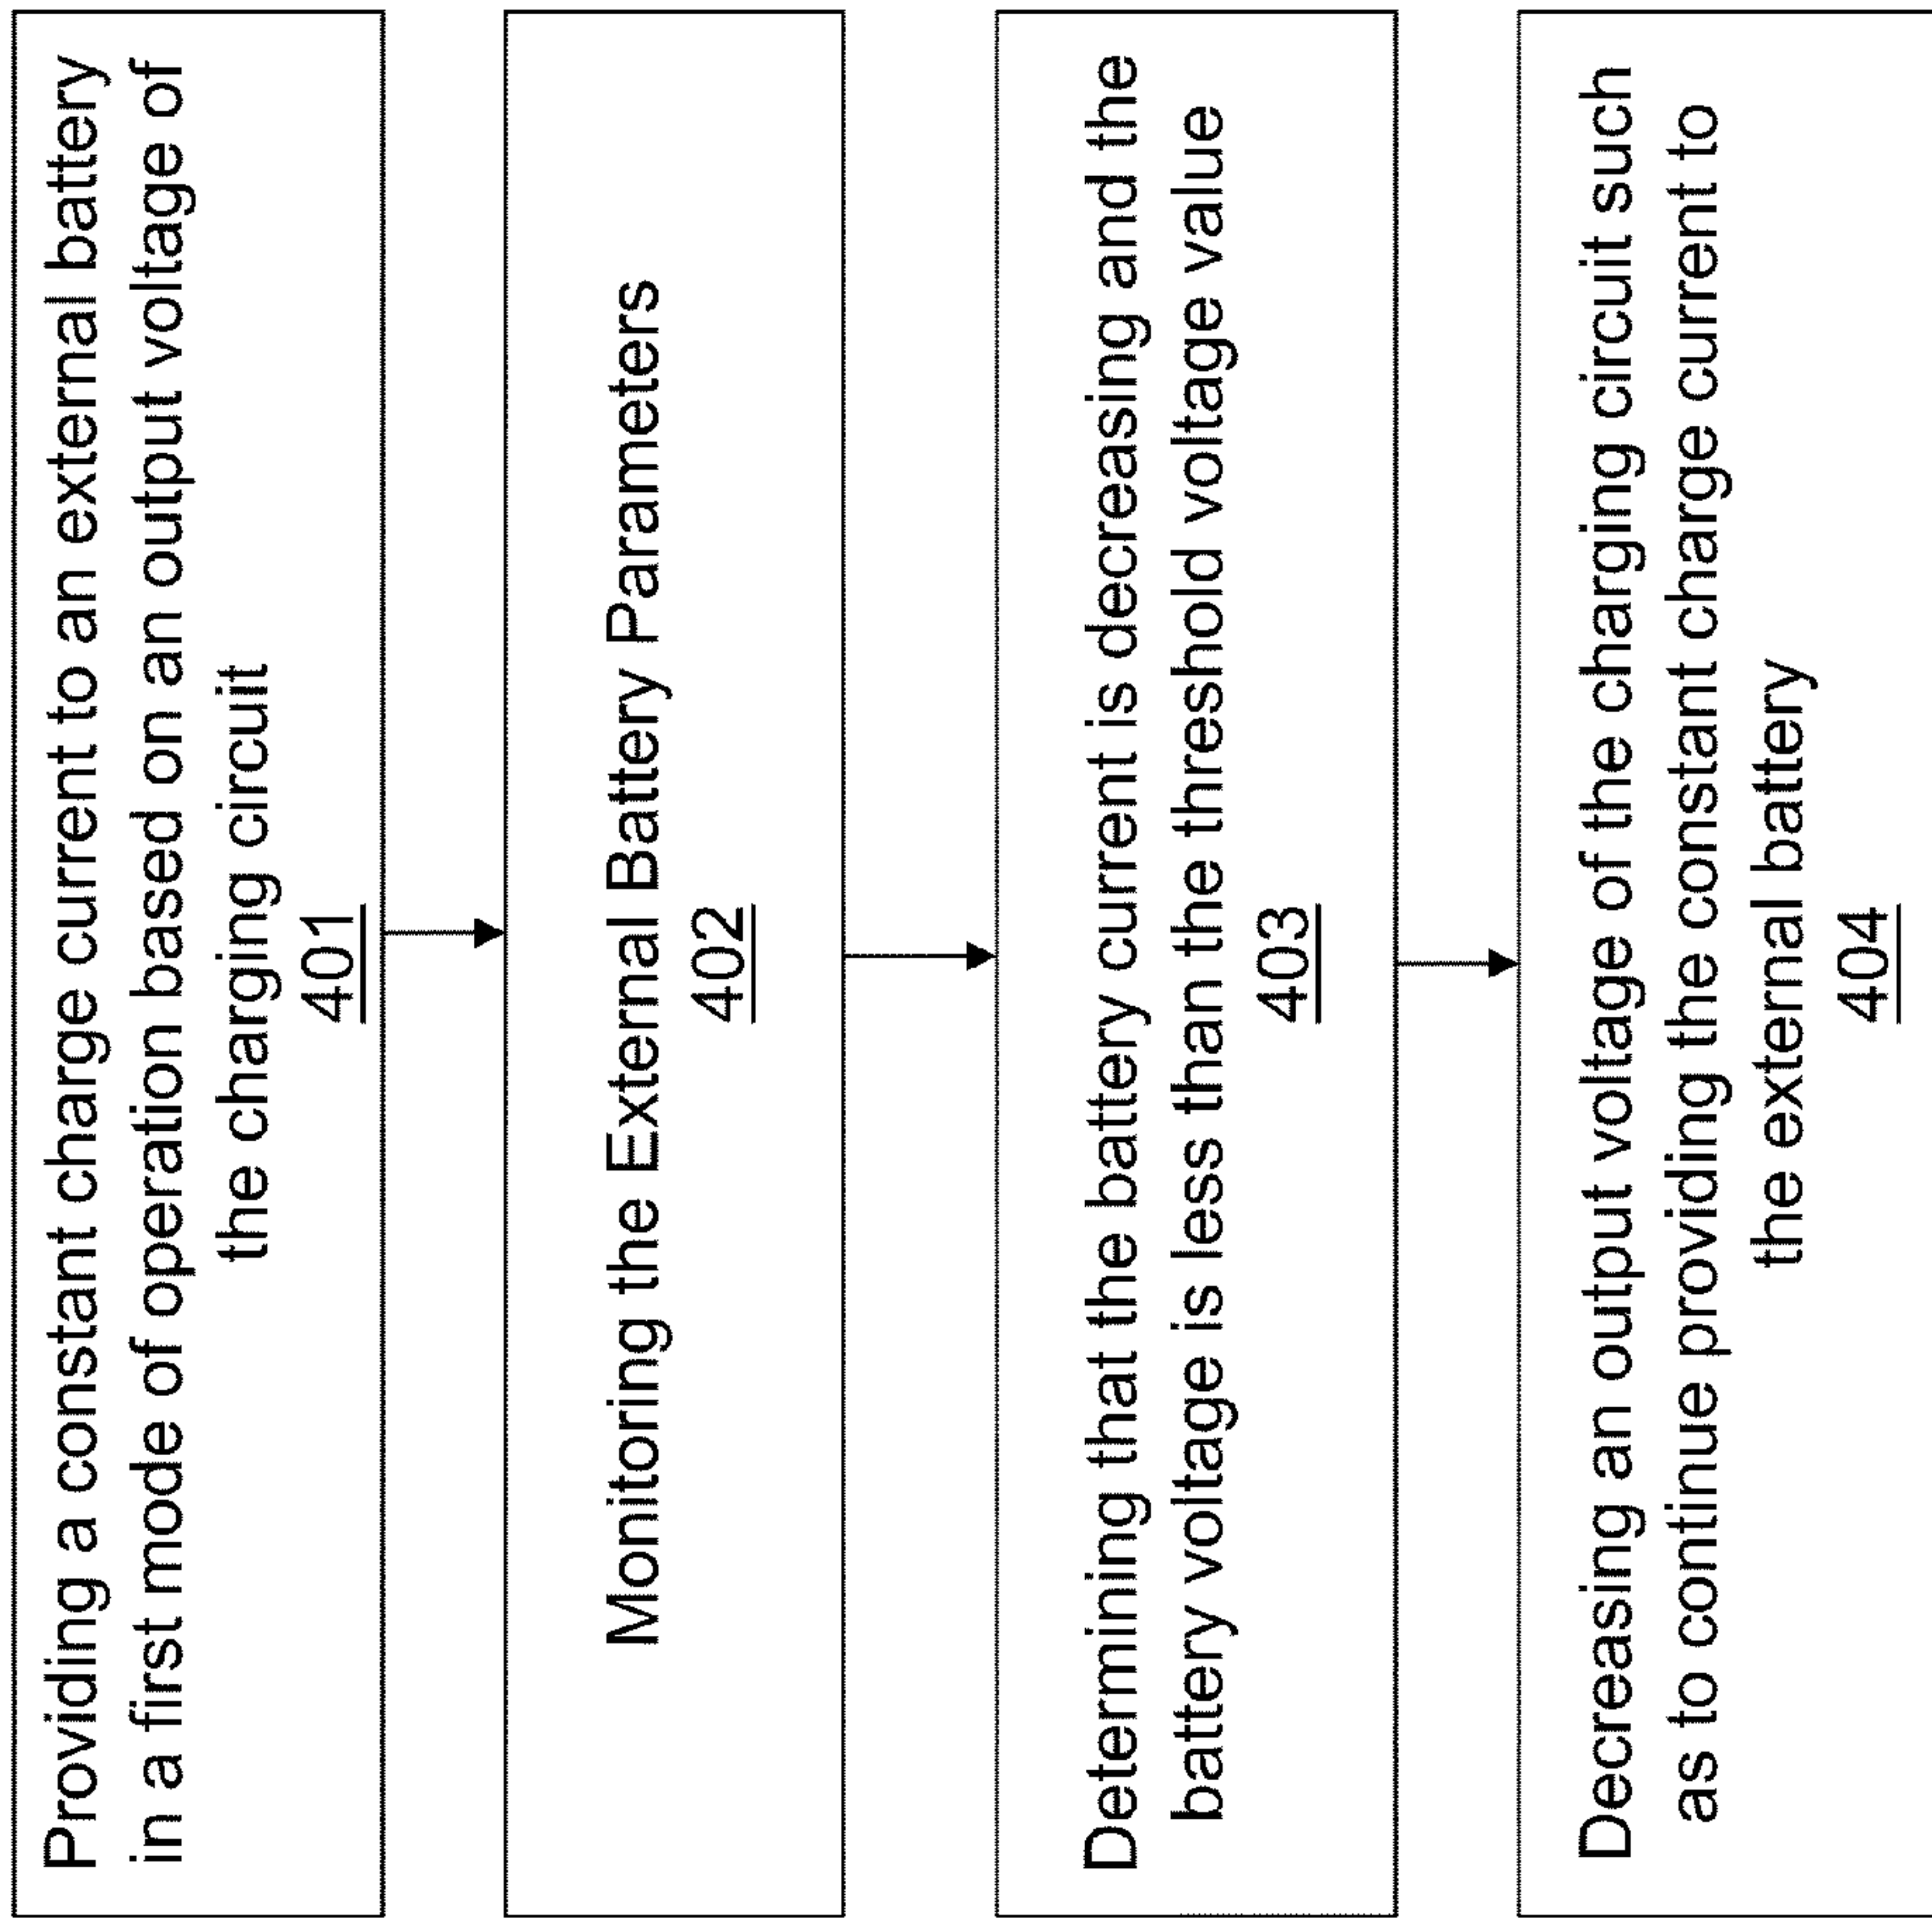 Providing a constant charge current to an external battery
in a first mode of operation based on an output voltage of
the charging circuit
401
Monitoring the External Battery Parameters
402
Determining that the battery current is decreasing and the
battery voltage is less than the threshold voltage value
403
Decreasing an output voltage of the charging circuit such
as to continue providing the constant charge current to
the external battery
404